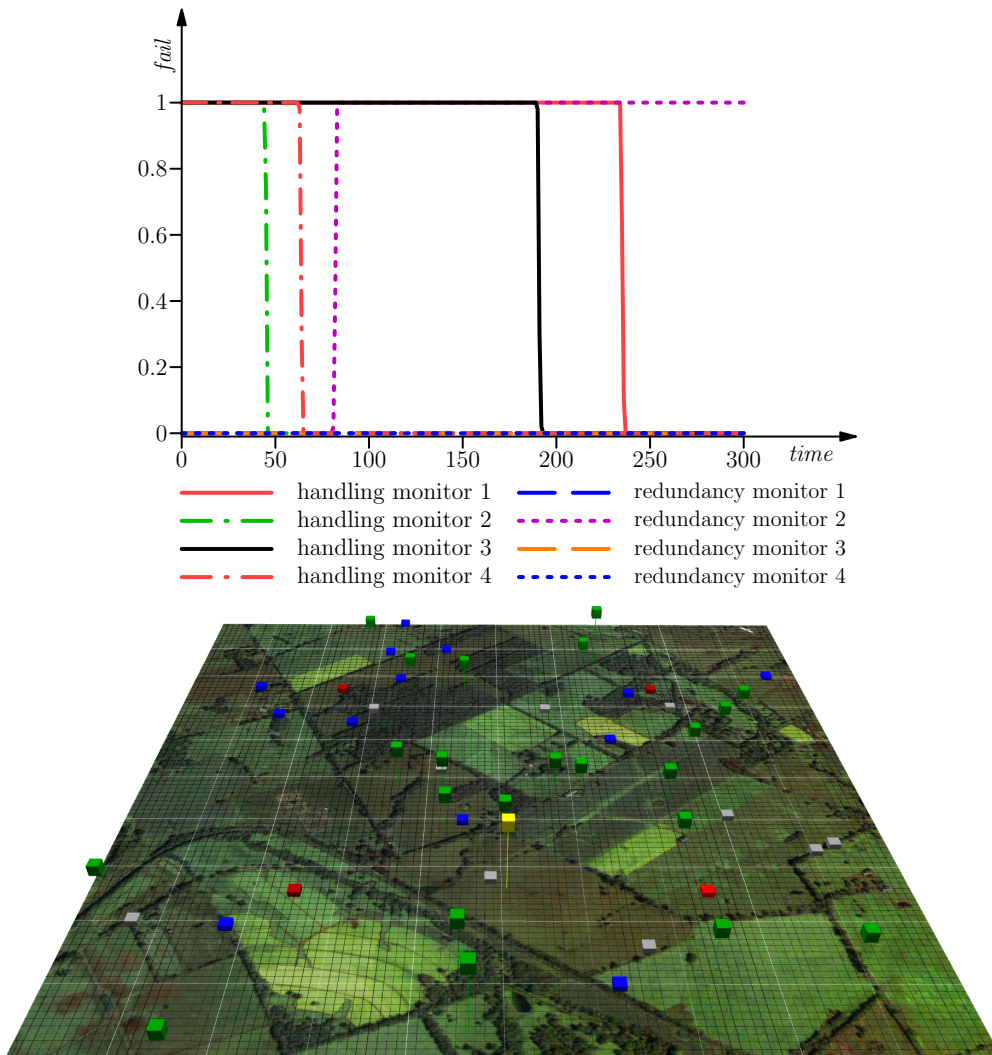 fail
1
0.8
0.6
0.4
0.2
0
0 50 100 150 200 250 300
time
handling monitor 1 redundancy monitor 1
handling monitor 2 redundancy monitor 2
handling monitor 3 redundancy monitor 3
handling monitor 4 redundancy monitor 4